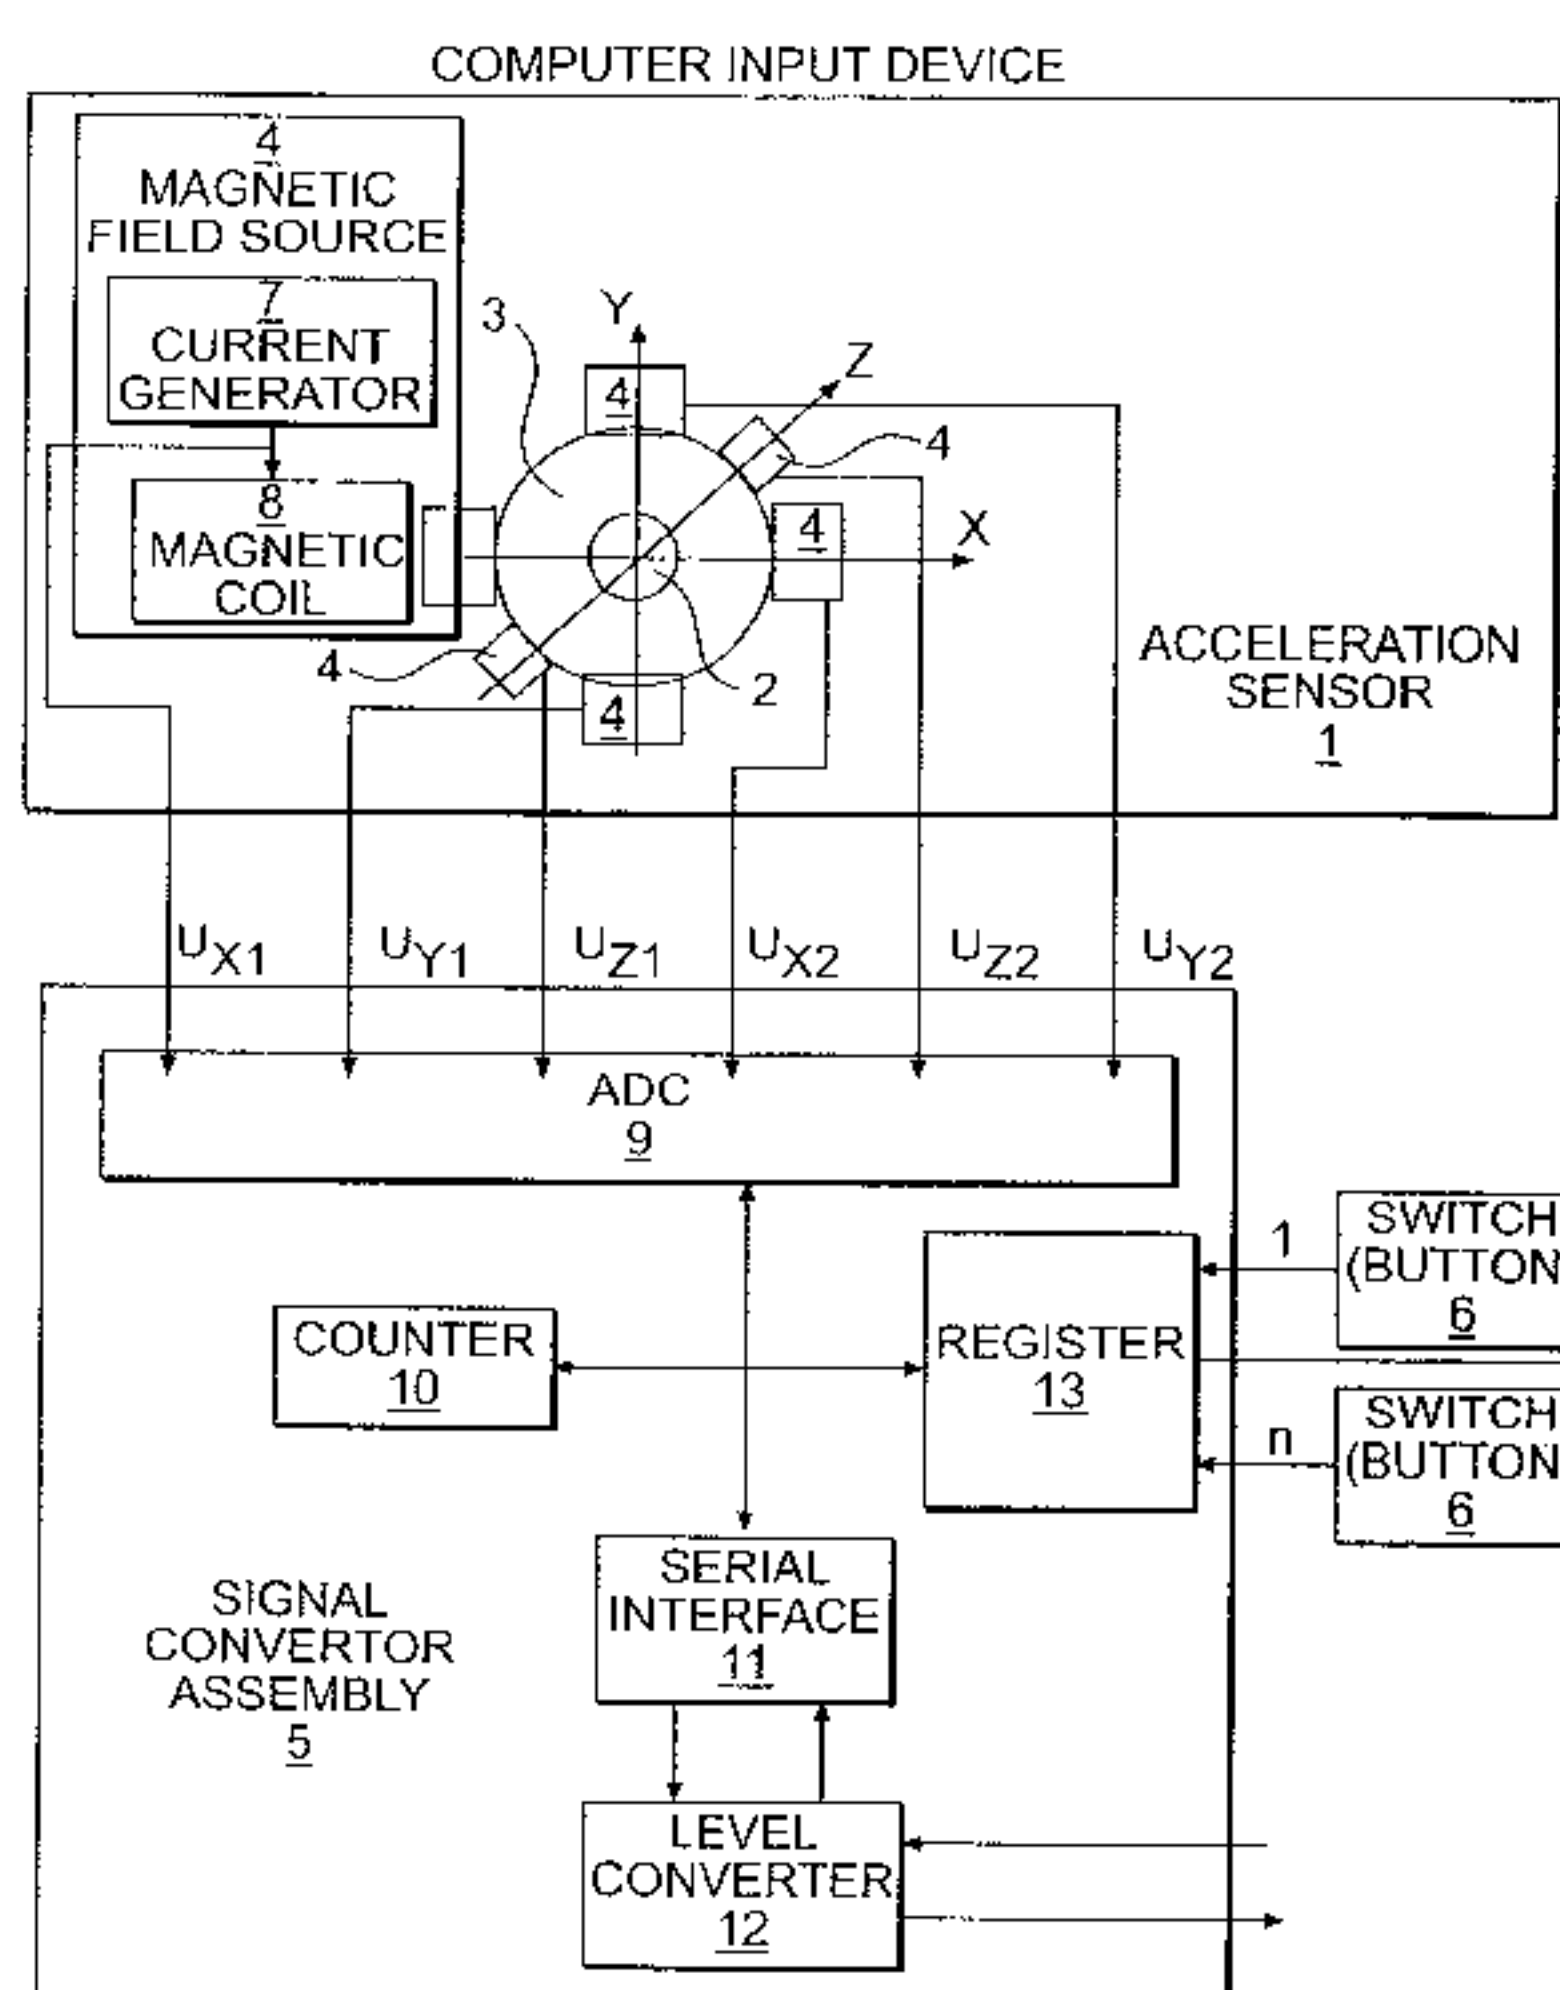 COMPUTER INPUT DEVICE
4
MAGNETIC
FIELD SOURCE
7
CURRENT
GENERATOR
8
MAGNETIC
COIL
3
Y
Z
4
4
X
4
4
4
2
ACCELERATION
SENSOR
1
UX1
UY1
UZ1
UX2
UZ2
UY2
ADC
9
1
SWITCH
(BUTTON
6
COUNTER
10
REGISTER
13
n
SWITCH
(BUTTON
6
SERIAL
INTERFACE
11
SIGNAL
CONVERTOR
ASSEMBLY
5
LEVEL
CONVERTER
12